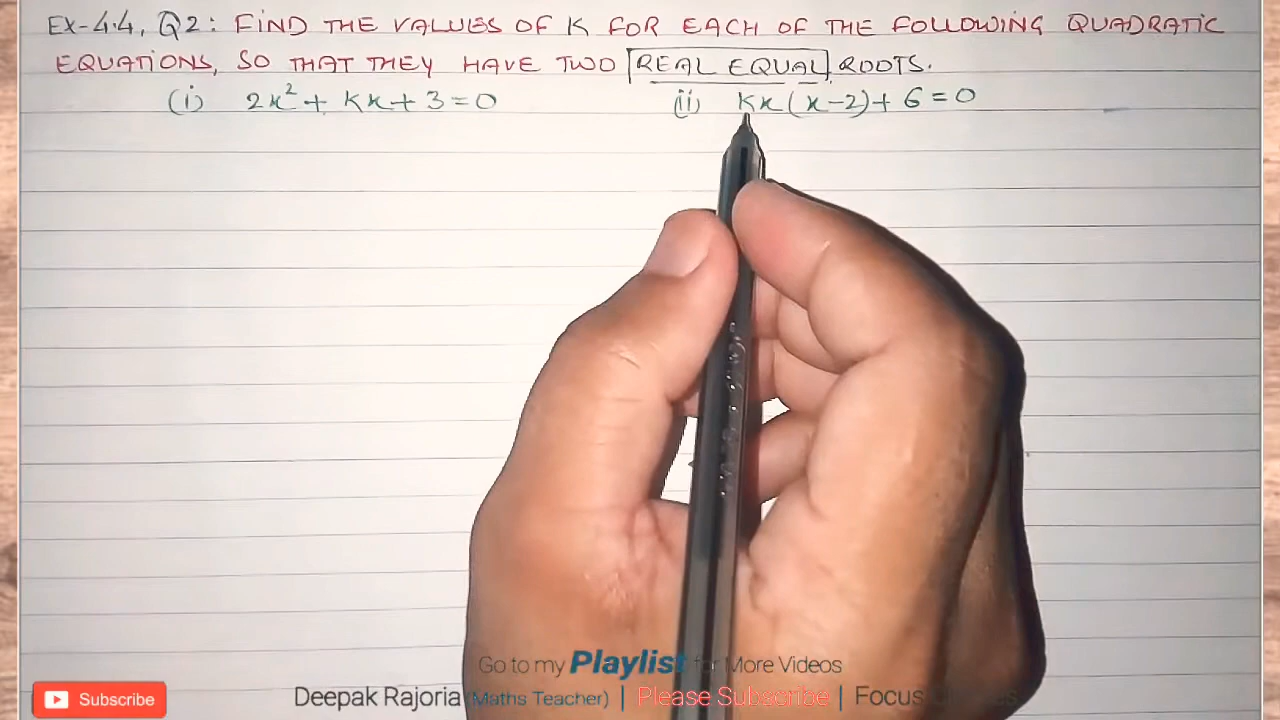 EX-4.4, Q2: FIND THE VALUES OF K FOR EACH OF THE FOLLOWING QUADRATIC
EQUATIONS, SO THAT THEY HAVE TWO REAL EQUAL ROOTS.
(i) 2x² + Kx + 3 = 0 (ii) Kx(x-2) + 6 = 0
Go to my Playlist for More Videos
Subscribe Deepak Rajoria (Maths Teacher) | Please Subscribe | Focus